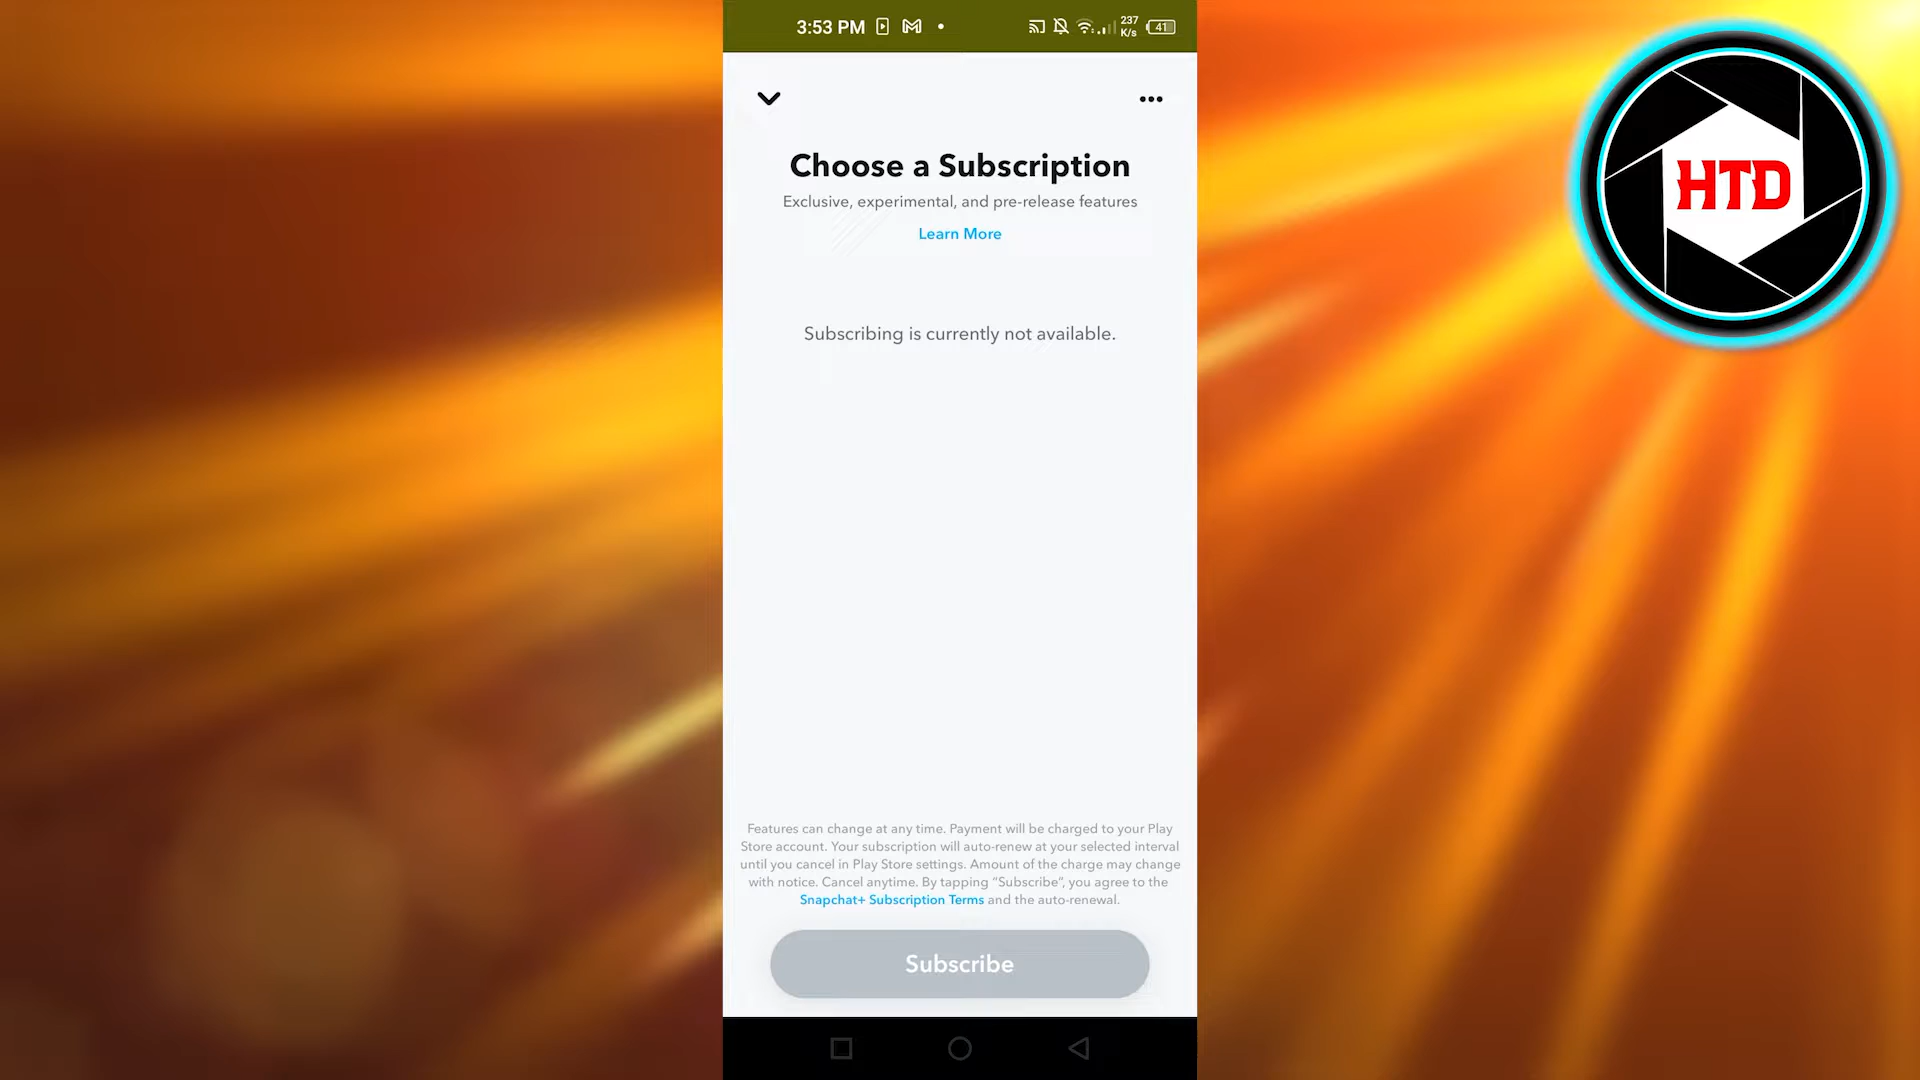 3:53 PM
237
K/s
41
HTD
Choose a Subscription
Exclusive, experimental, and pre-release features
Learn More
Subscribing is currently not available.
Features can change at any time. Payment will be charged to your Play
Store account. Your subscription will auto-renew at your selected interval
until you cancel in Play Store settings. Amount of the charge may change
with notice. Cancel anytime. By tapping “Subscribe”, you agree to the
Snapchat+ Subscription Terms and the auto-renewal.
Subscribe